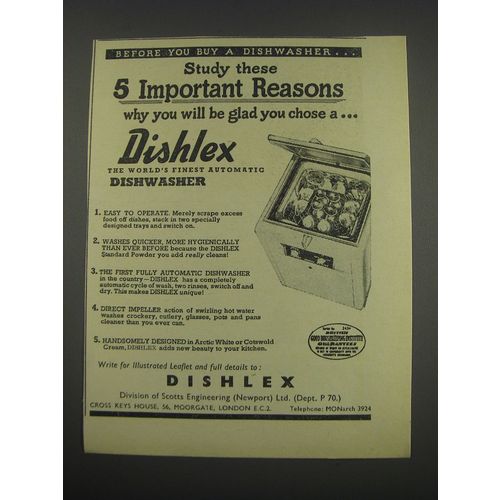 BEFORE YOU BUY A DISHWASHER...
Study these
5 Important Reasons
why you will be glad you chose a...
Dishlex
THE WORLD'S FINEST AUTOMATIC
DISHWASHER
1. EASY TO OPERATE. Merely scrape excess
food off dishes, stack in two specially
designed trays and switch on.
2. WASHES QUICKER, MORE HYGIENICALLY
THAN EVER BEFORE because the DISHLEX
Standard Powder you add really cleans!
3. THE FIRST FULLY AUTOMATIC DISHWASHER
in the country—DISHLEX has a completely
automatic cycle of wash, two rinses, switch off and
dry. This makes DISHLEX unique!
4. DIRECT IMPELLER action of swirling hot water
washes crockery, cutlery, glasses, pots and pans
cleaner than you ever can.
5. HANDSOMELY DESIGNED in Arctic White or Cotswold
Cream, DISHLEX adds new beauty to your kitchen.
GOOD HOUSEKEEPING INSTITUTE
GUARANTEES
Write for Illustrated Leaflet and full details to:
DISHLEX
Division of Scotts Engineering (Newport) Ltd. (Dept. P 70.)
CROSS KEYS HOUSE, 56, MOORGATE, LONDON E.C.2. Telephone: MONarch 3924